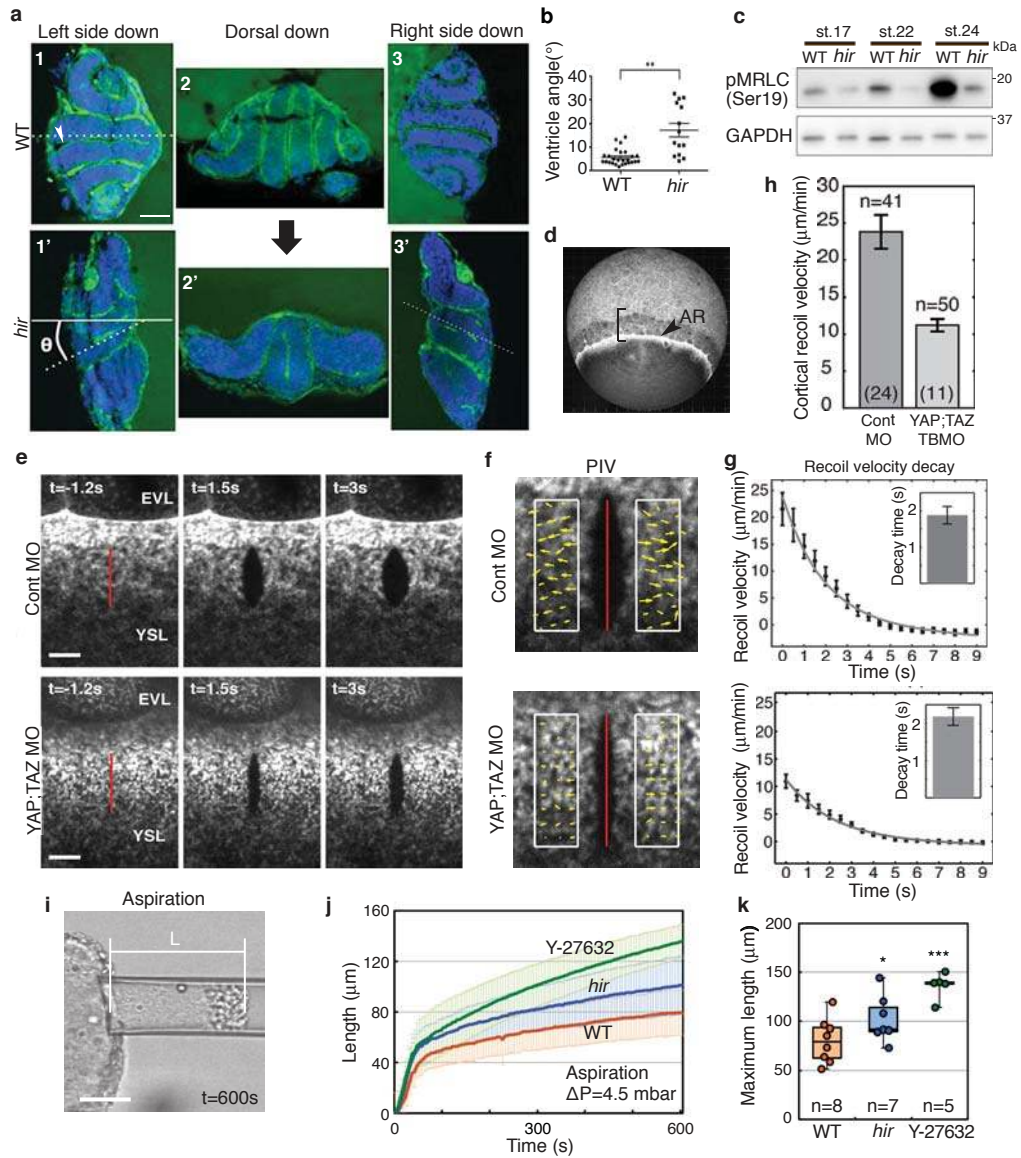 a
Left side down
Dorsal down
Right side down
1
2
3
WT
1'
2'
3'
hir
θ
b
Ventricle angle(°)
40
30
20
10
0
**
WT
hir
c
st.17
st.22
st.24
kDa
WT hir WT hir WT hir
pMRLC
(Ser19)
20
37
GAPDH
d
AR
h
Cortical recoil velocity (μm/min)
30
25
20
15
10
5
0
n=41
n=50
(24)
(11)
Cont
MO
YAP;TAZ
TBMO
e
Cont MO
t=-1.2s
t=1.5s
t=3s
EVL
YSL
YAP;TAZ MO
t=-1.2s
t=1.5s
t=3s
EVL
YSL
f
PIV
Cont MO
YAP;TAZ MO
g
Recoil velocity decay
Recoil velocity (μm/min)
25
20
15
10
5
0
Decay time (s)
2
1
0 1 2 3 4 5 6 7 8 9
Time (s)
Recoil velocity (μm/min)
25
20
15
10
5
0
Decay time (s)
2
1
0 1 2 3 4 5 6 7 8 9
Time (s)
i
Aspiration
L
t=600s
j
Length (μm)
160
120
80
40
0
Y-27632
hir
WT
Aspiration
ΔP=4.5 mbar
0 300 600
Time (s)
k
Maximum length (μm)
200
150
100
50
0
*
***
n=8
n=7
n=5
WT
hir
Y-27632